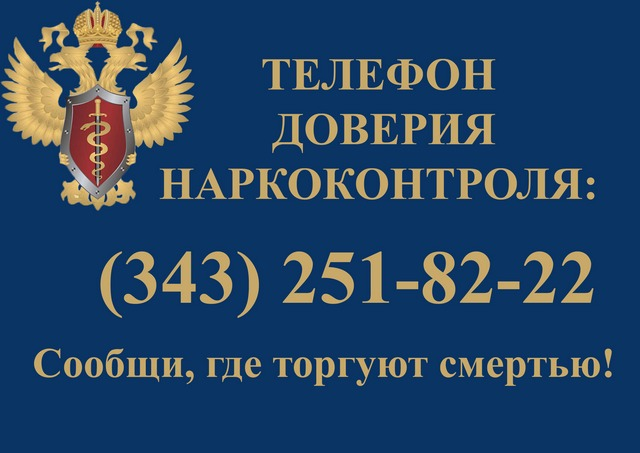 ТЕЛЕФОН
ДОВЕРИЯ
НАРКОКОНТРОЛЯ:
(343) 251-82-22
Сообщи, где торгуют смертью!